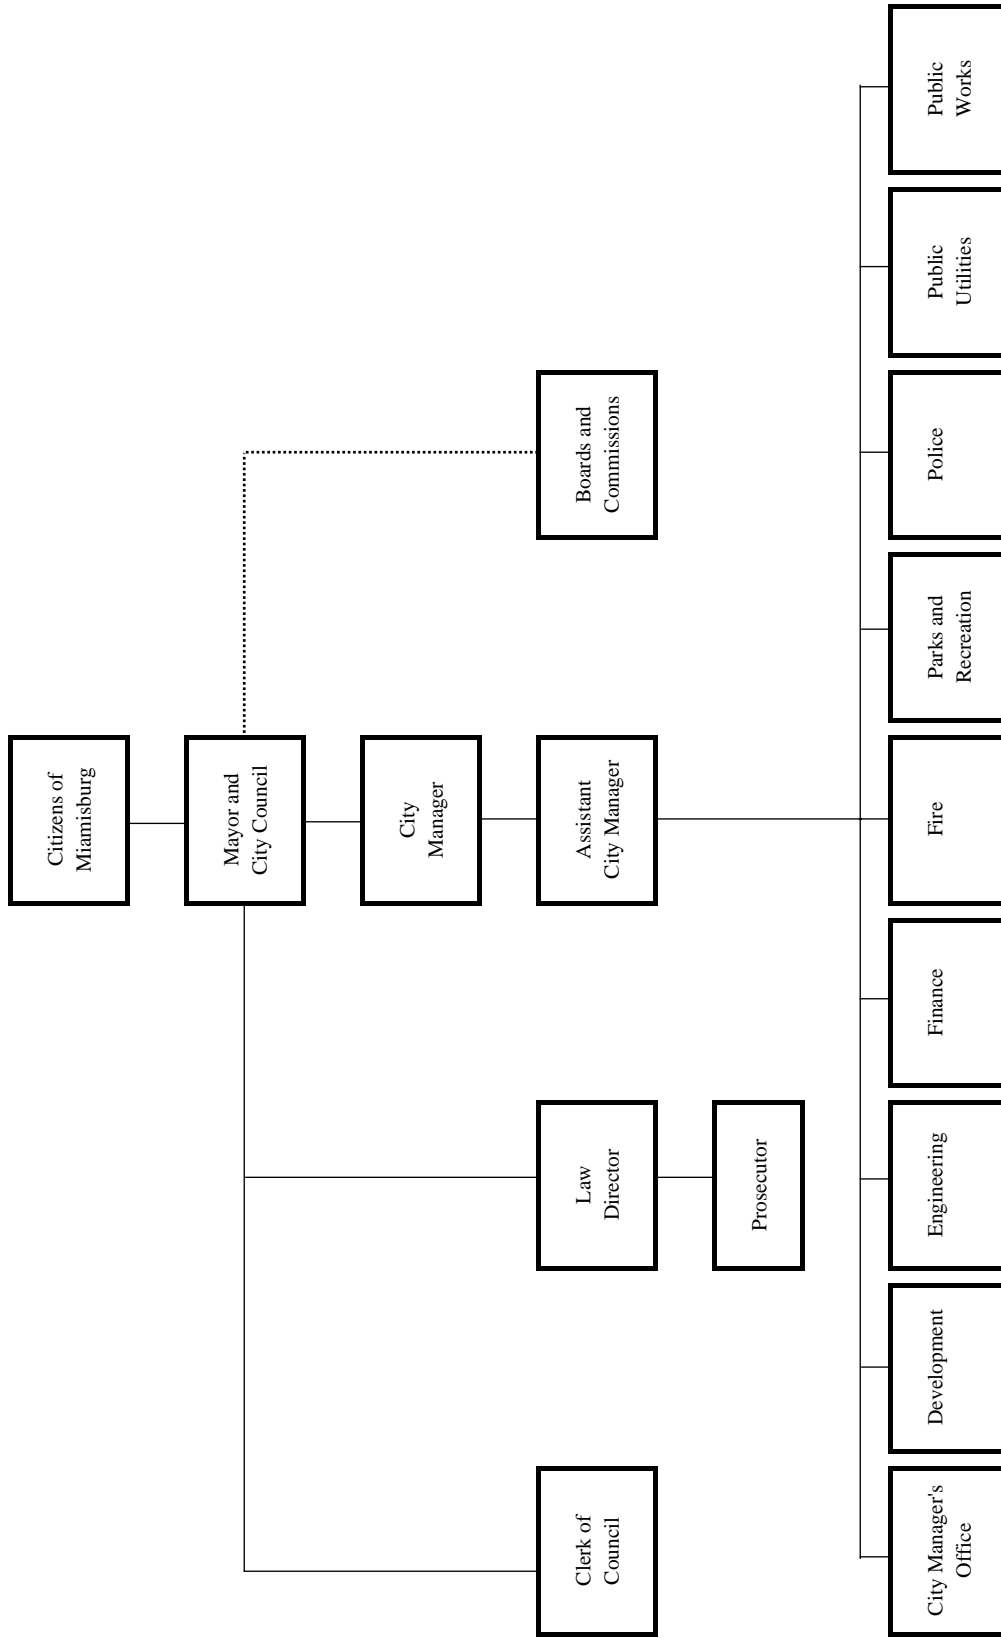 Citizens of
Miamisburg
Mayor and
City Council
City
Manager
Clerk of
Council
Law
Director
Assistant
City Manager
Boards and
Commissions
Prosecutor
City Manager's
Office
Development
Engineering
Finance
Fire
Parks and
Recreation
Police
Public
Utilities
Public
Works